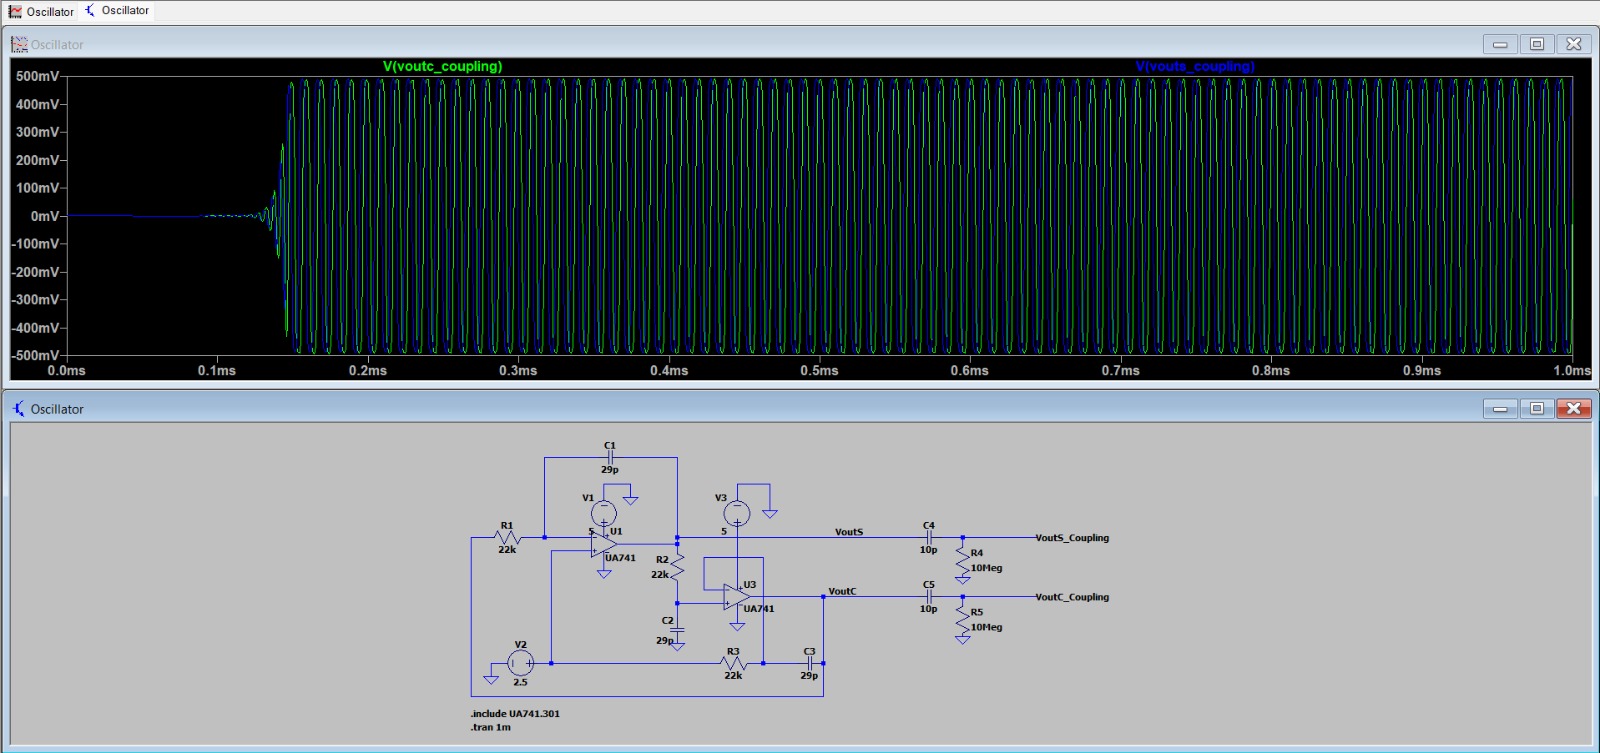 Oscillator Oscillator
Oscillator
V(voutc_coupling) V(vouts_coupling)
500mV
400mV
300mV
200mV
100mV
0mV
-100mV
-200mV
-300mV
-400mV
-500mV
0.0ms 0.1ms 0.2ms 0.3ms 0.4ms 0.5ms 0.6ms 0.7ms 0.8ms 0.9ms 1.0ms
Oscillator
C1
29p
V1
5
U1
UA741
V3
5
R1
22k
R2
22k
U3
UA741
C2
29p
V2
2.5
R3
22k
C3
29p
VoutS
C4
10p
VoutS_Coupling
R4
10Meg
VoutC
C5
10p
VoutC_Coupling
R5
10Meg
.include UA741.301
.tran 1m